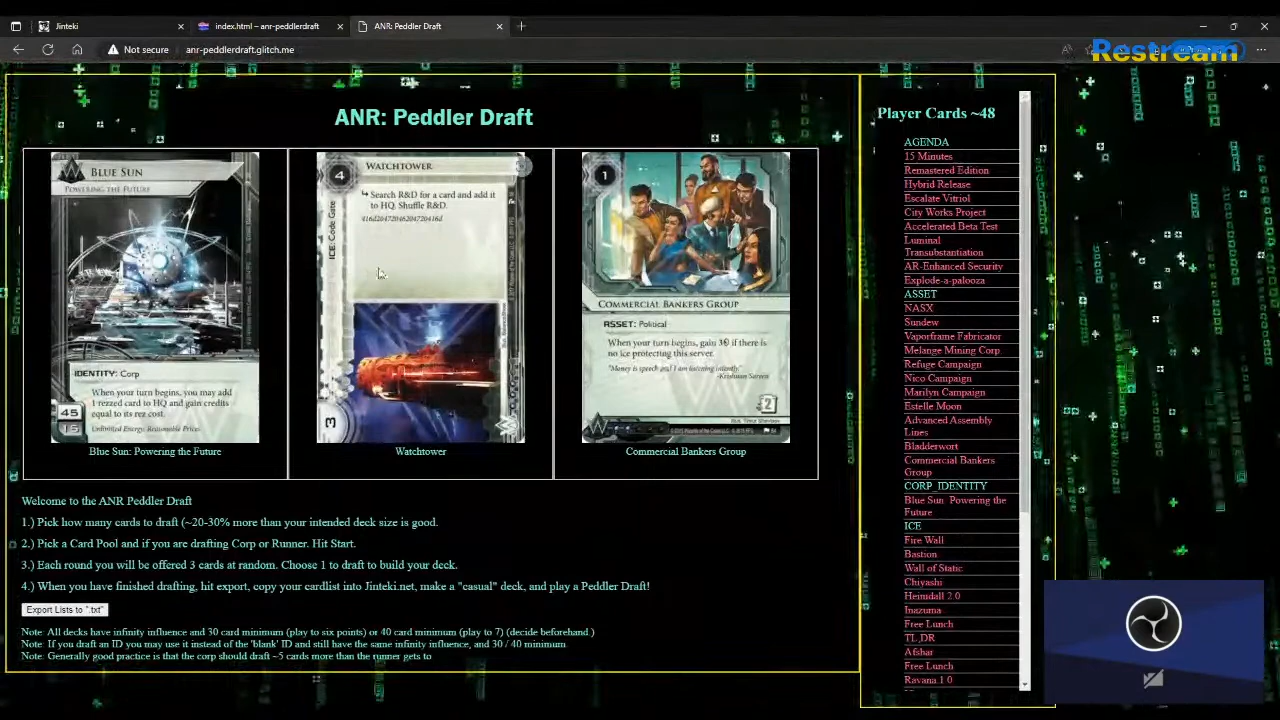 Jinteki
index.html – anr-peddlerdraft
ANR: Peddler Draft
Not secure
anr-peddlerdraft.glitch.me
Restream
ANR: Peddler Draft
BLUE SUN
POWERING THE FUTURE
IDENTITY: Corp
When your turn begins, you may add
1 rezzed card to HQ and gain credits
equal to its rez cost.
Unlimited Energy. Reasonable Prices.
45
15
Blue Sun: Powering the Future
4
WATCHTOWER
ICE: Code Gate
Search R&D for a card and add it
to HQ. Shuffle R&D.
3
Watchtower
1
COMMERCIAL BANKERS GROUP
ASSET: Political
When your turn begins, gain 3 if there is
no ice protecting this server.
"Money is speech and I am listening intently."
2
Commercial Bankers Group
Welcome to the ANR Peddler Draft
1.) Pick how many cards to draft (~20-30% more than your intended deck size is good.
2.) Pick a Card Pool and if you are drafting Corp or Runner. Hit Start.
3.) Each round you will be offered 3 cards at random. Choose 1 to draft to build your deck.
4.) When you have finished drafting, hit export, copy your cardlist into Jinteki.net, make a "casual" deck, and play a Peddler Draft!
Export Lists to ".txt"
Note: All decks have infinity influence and 30 card minimum (play to six points) or 40 card minimum (play to 7) (decide beforehand.)
Note: If you draft an ID you may use it instead of the 'blank' ID and still have the same infinity influence, and 30 / 40 minimum
Note: Generally good practice is that the corp should draft ~5 cards more than the runner gets to
Player Cards ~48
AGENDA
15 Minutes
Remastered Edition
Hybrid Release
Escalate Vitriol
City Works Project
Accelerated Beta Test
Luminal
Transubstantiation
AR-Enhanced Security
Explode-a-palooza
ASSET
NASX
Sundew
Vaporframe Fabricator
Melange Mining Corp.
Refuge Campaign
Nico Campaign
Marilyn Campaign
Estelle Moon
Advanced Assembly
Lines
Bladderwort
Commercial Bankers
Group
CORP_IDENTITY
Blue Sun Powering the
Future
ICE
Fire Wall
Bastion
Wall of Static
Chiyashi
Heimdall 2.0
Inazuma
Free Lunch
TL;DR
Afshar
Free Lunch
Ravana 1.0